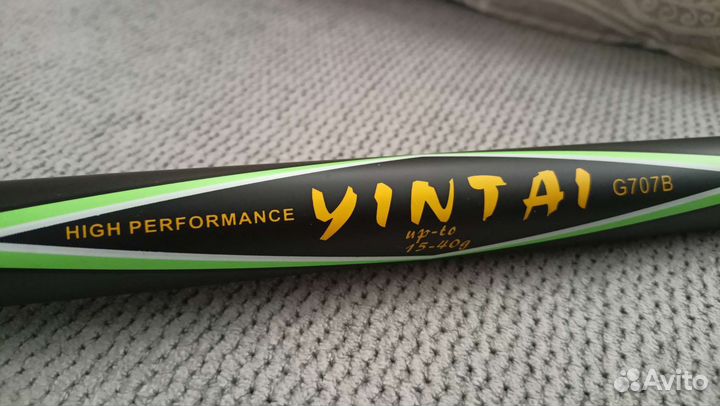 HIGH PERFORMANCE YINTAI G707B
up-to
15-40g
Avito